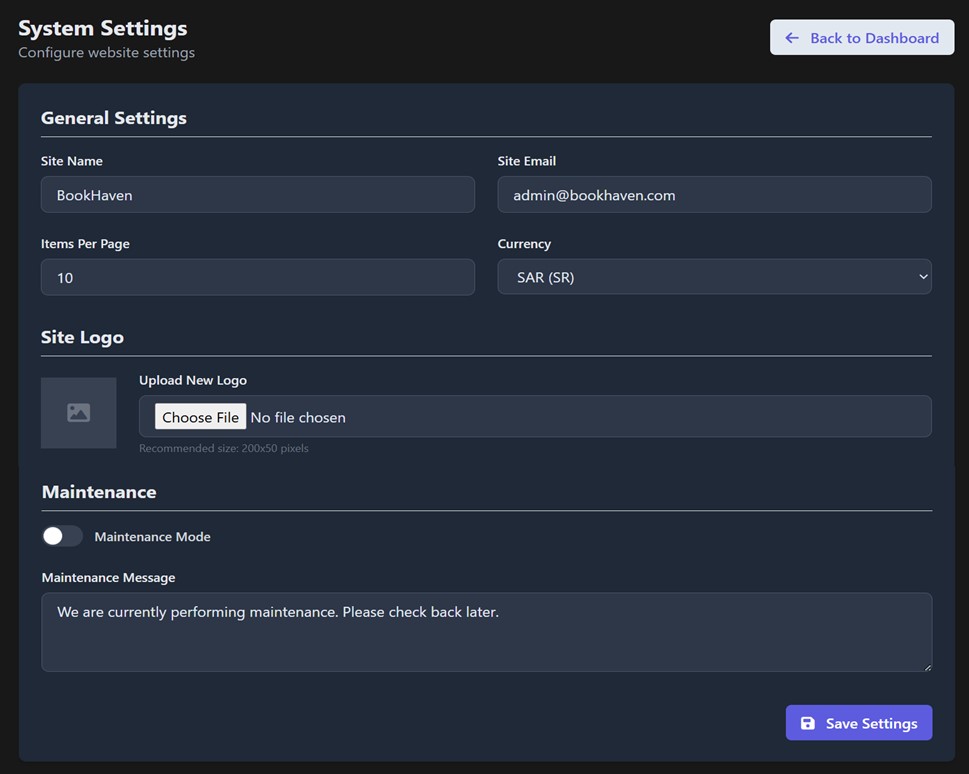 System Settings
Configure website settings
← Back to Dashboard
General Settings
Site Name
BookHaven
Site Email
admin@bookhaven.com
Items Per Page
10
Currency
SAR (SR)
Site Logo
Upload New Logo
Choose File No file chosen
Recommended size: 200x50 pixels
Maintenance
Maintenance Mode
Maintenance Message
We are currently performing maintenance. Please check back later.
Save Settings